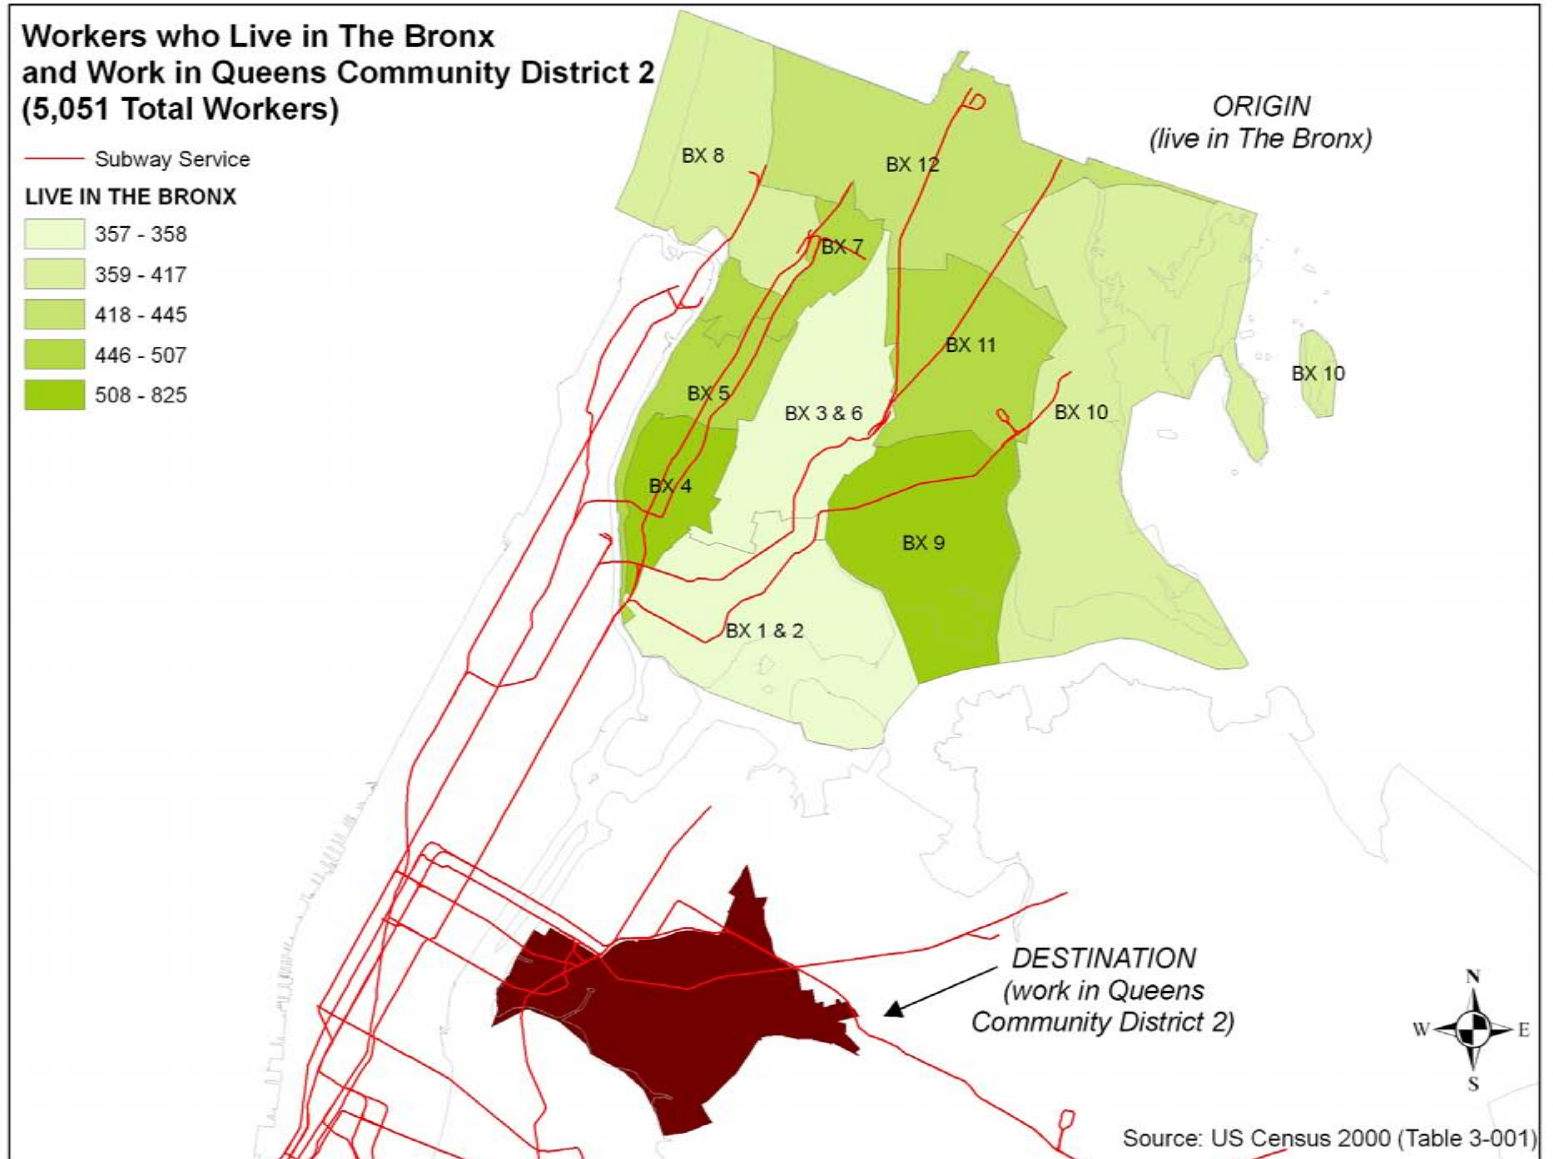 Workers who Live in The Bronx
and Work in Queens Community District 2
(5,051 Total Workers)
Subway Service
LIVE IN THE BRONX
357 - 358
359 - 417
418 - 445
446 - 507
508 - 825
ORIGIN
(live in The Bronx)
BX 8
BX 12
BX 7
BX 11
BX 10
BX 5
BX 3 & 6
BX 10
BX 4
BX 9
BX 1 & 2
DESTINATION
(work in Queens
Community District 2)
N
W
E
S
Source: US Census 2000 (Table 3-001)